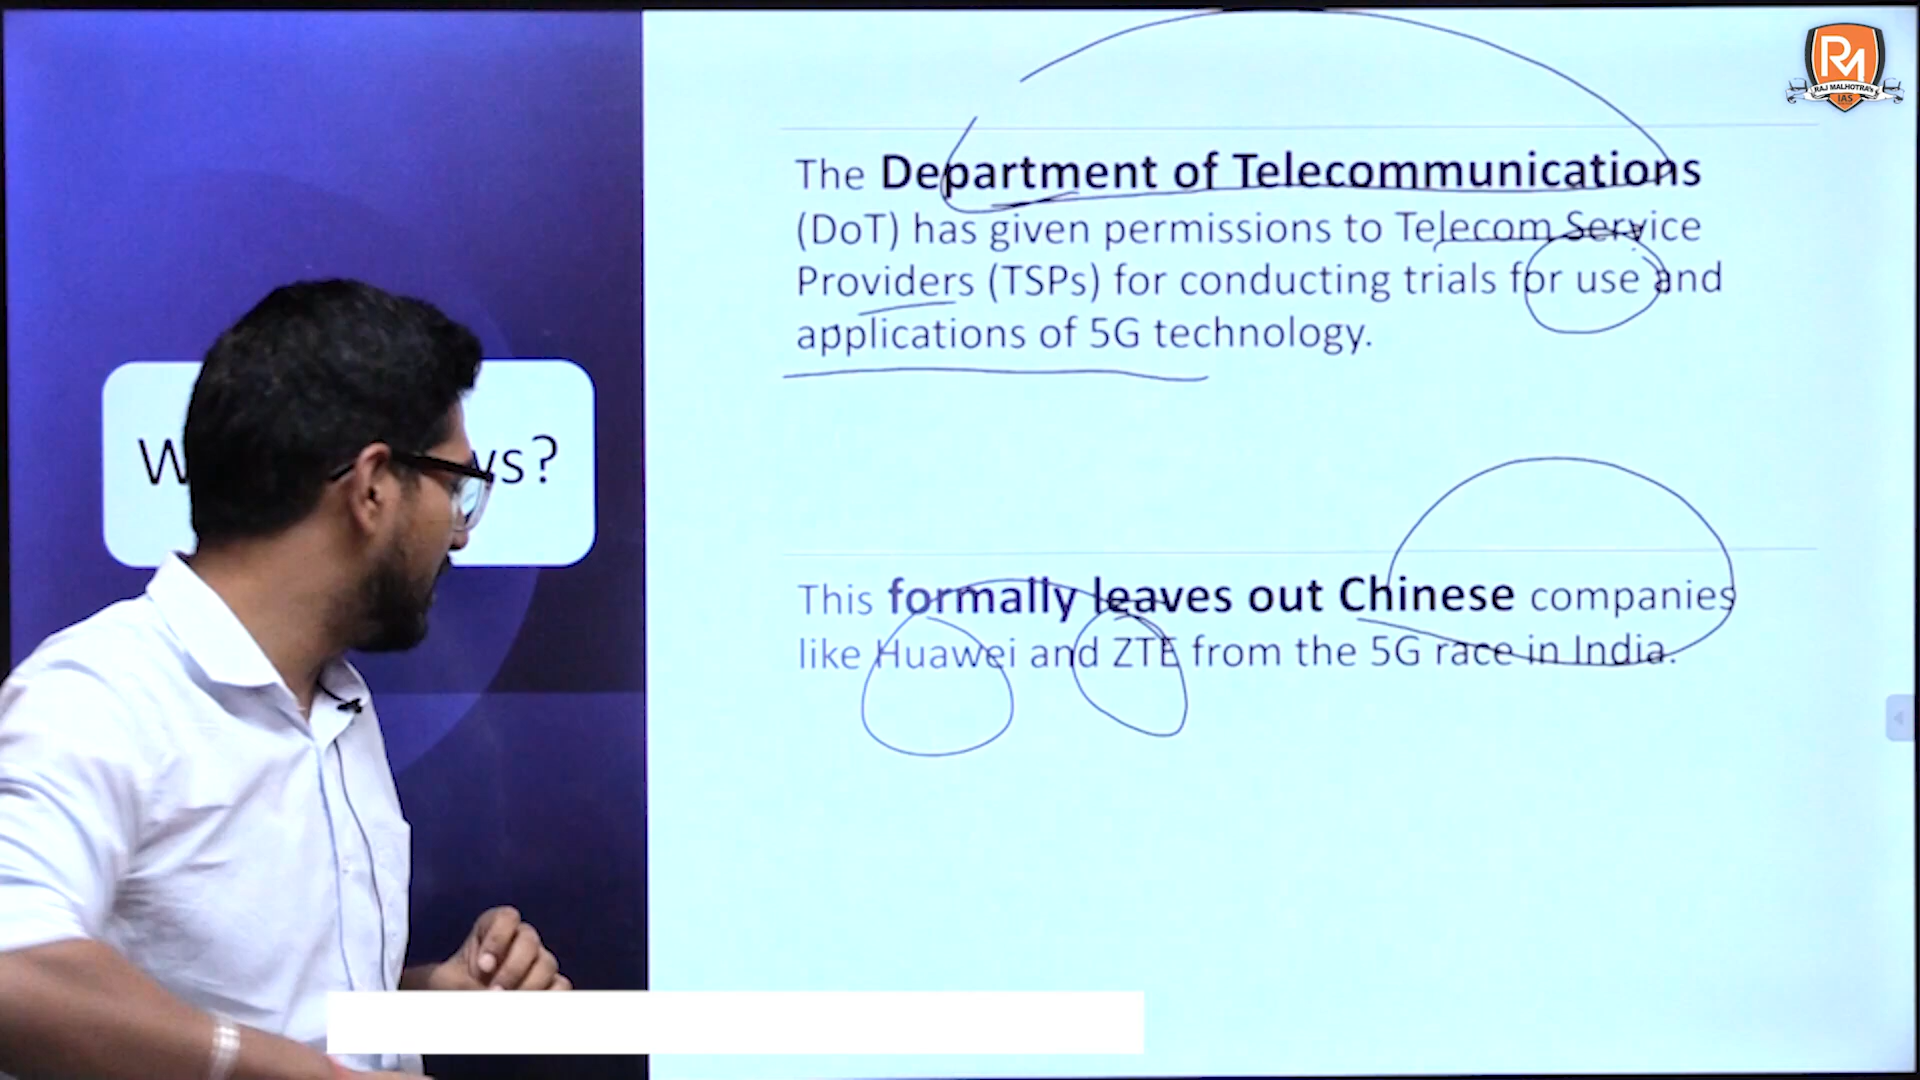 RM
RAJ MALHOTRA's
IAS
The Department of Telecommunications
(DoT) has given permissions to Telecom Service
Providers (TSPs) for conducting trials for use and
applications of 5G technology.
This formally leaves out Chinese companies
like Huawei and ZTE from the 5G race in India.